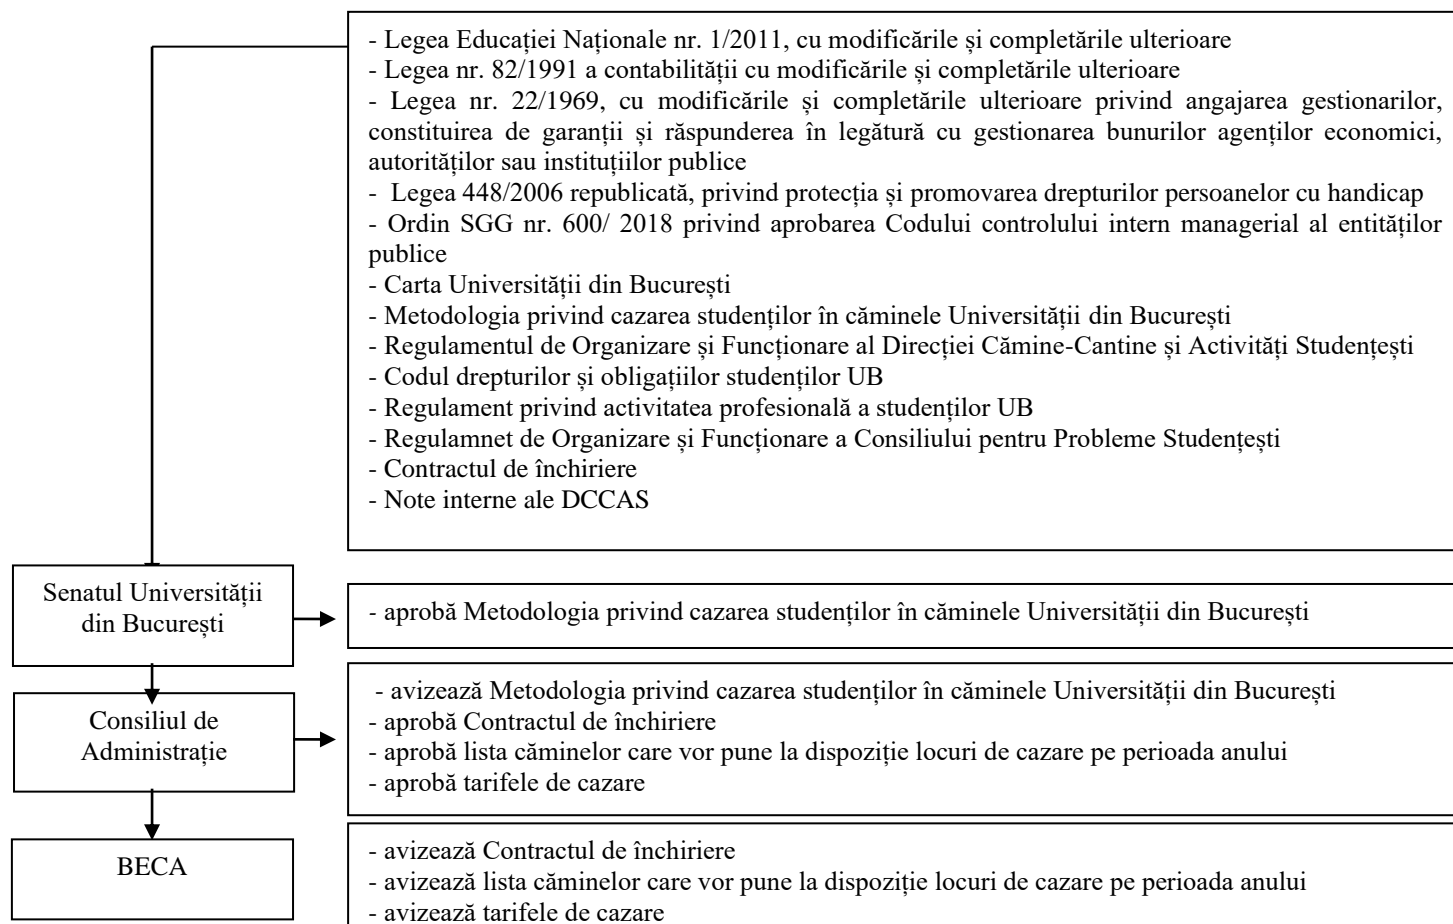 - Legea Educației Naționale nr. 1/2011, cu modificările și completările ulterioare
- Legea nr. 82/1991 a contabilității cu modificările și completările ulterioare
- Legea nr. 22/1969, cu modificările și completările ulterioare privind angajarea gestionarilor,
constituirea de garanții și răspunderea în legătură cu gestionarea bunurilor agenților economici,
autorităților sau instituțiilor publice
- Legea 448/2006 republicată, privind protecția și promovarea drepturilor persoanelor cu handicap
- Ordin SGG nr. 600/ 2018 privind aprobarea Codului controlului intern managerial al entităților
publice
- Carta Universității din București
- Metodologia privind cazarea studenților în căminele Universității din București
- Regulamentul de Organizare și Funcționare al Direcției Cămine-Cantine și Activități Studențești
- Codul drepturilor și obligațiilor studenților UB
- Regulament privind activitatea profesională a studenților UB
- Regulamnet de Organizare și Funcționare a Consiliului pentru Probleme Studențești
- Contractul de închiriere
- Note interne ale DCCAS
Senatul Universității
din București
- aprobă Metodologia privind cazarea studenților în căminele Universității din București
Consiliul de
Administrație
- avizează Metodologia privind cazarea studenților în căminele Universității din București
- aprobă Contractul de închiriere
- aprobă lista căminelor care vor pune la dispoziție locuri de cazare pe perioada anului
- aprobă tarifele de cazare
BECA
- avizează Contractul de închiriere
- avizează lista căminelor care vor pune la dispoziție locuri de cazare pe perioada anului
- avizează tarifele de cazare